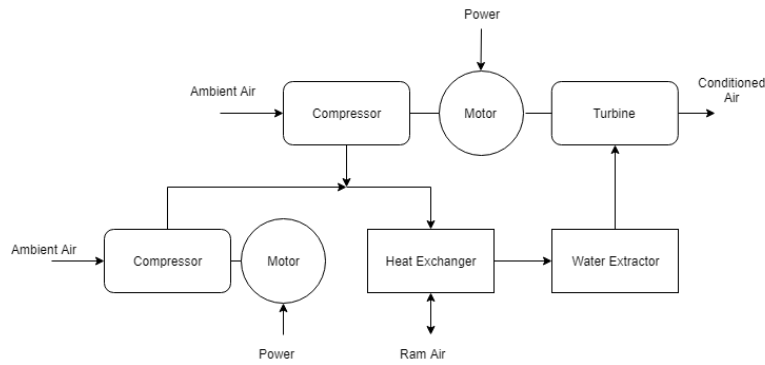 Power
Ambient Air
Compressor
Motor
Turbine
Conditioned
Air
Ambient Air
Compressor
Motor
Heat Exchanger
Water Extractor
Power
Ram Air